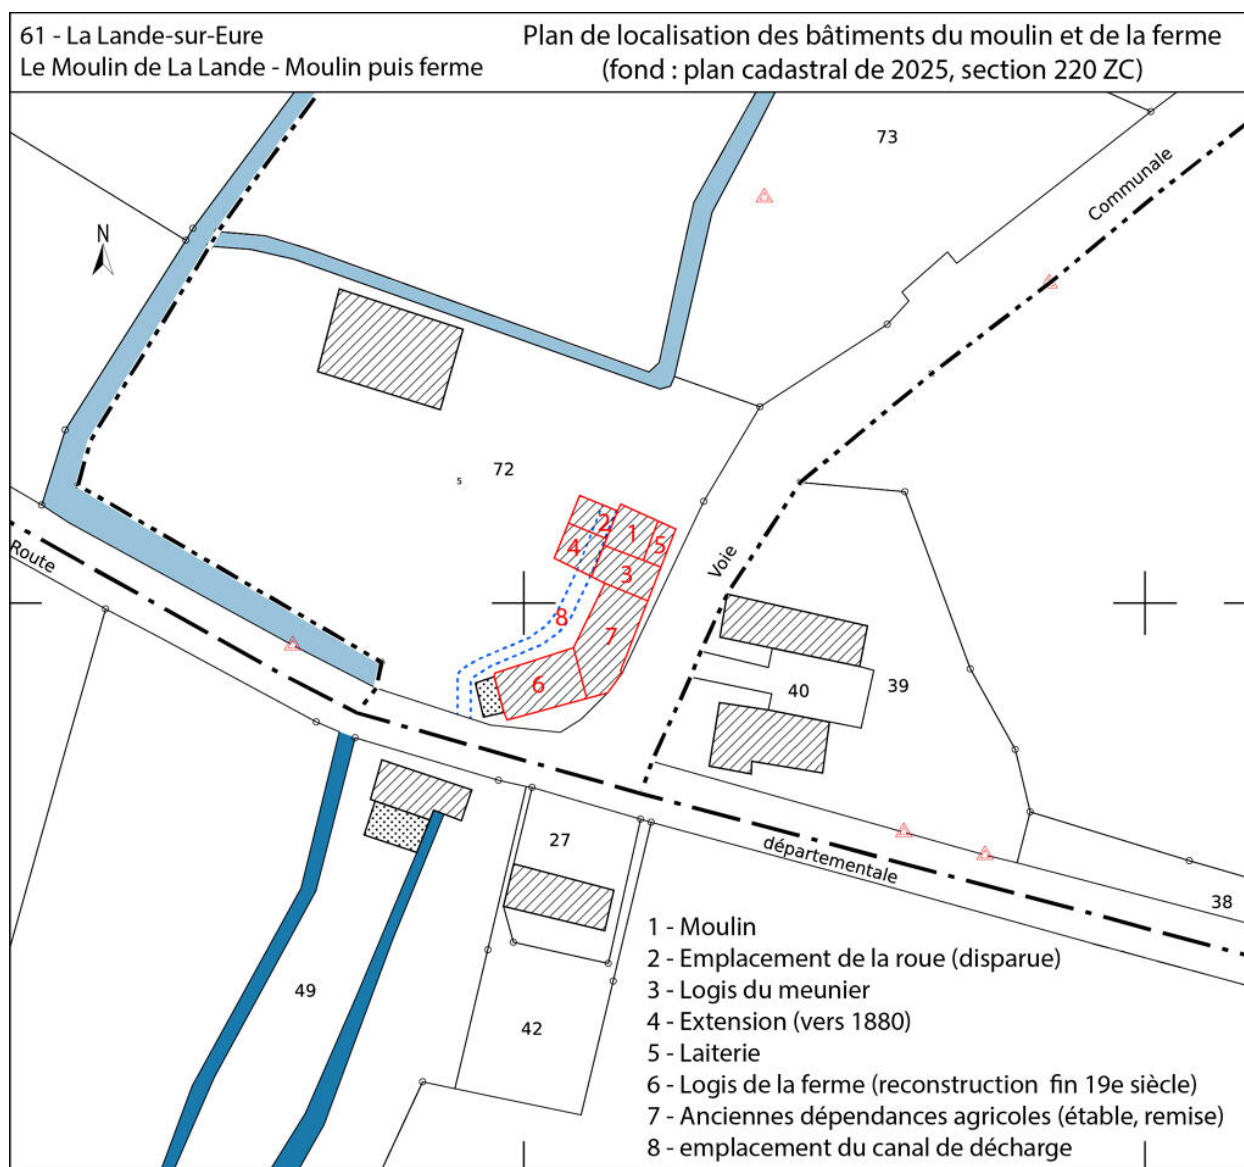 61 - La Lande-sur-Eure
Le Moulin de La Lande - Moulin puis ferme
Plan de localisation des bâtiments du moulin et de la ferme
(fond : plan cadastral de 2025, section 220 ZC)
73
Communale
N
72
5
2
1
5
4
3
Voie
Route
8
7
6
40
39
27
départementale
38
49
42
1 - Moulin
2 - Emplacement de la roue (disparue)
3 - Logis du meunier
4 - Extension (vers 1880)
5 - Laiterie
6 - Logis de la ferme (reconstruction fin 19e siècle)
7 - Anciennes dépendances agricoles (étable, remise)
8 - emplacement du canal de décharge